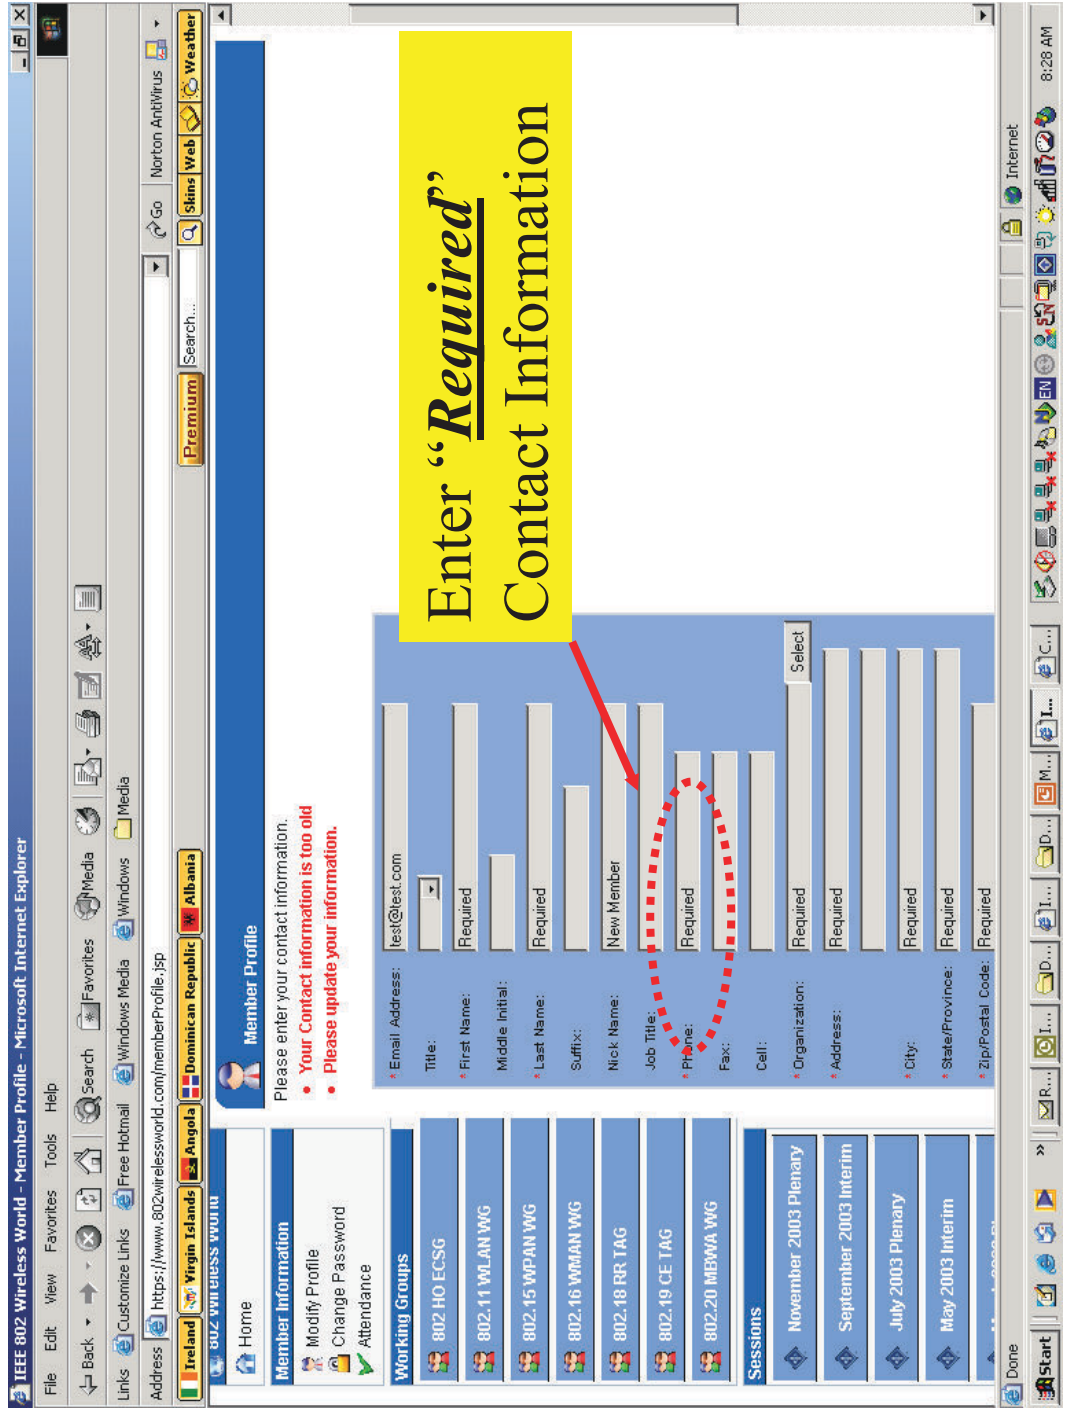 IEEE 802 Wireless World - Member Profile - Microsoft Internet Explorer
File Edit View Favorites Tools Help
Back Search Favorites Media
Links Customize Links Free Hotmail Windows Media Windows Media
Address https://www.802wirelessworld.com/memberProfile.jsp Go Norton AntiVirus
Ireland Virgin Islands Angola Dominican Republic Albania Premium Search... Skins Web Weather
802 Wireless World
Home
Member Information
Modify Profile
Change Password
Attendance
Working Groups
802 HO ECSG
802.11 WLAN WG
802.15 WPAN WG
802.16 WMAN WG
802.18 RR TAG
802.19 CE TAG
802.20 MBWA WG
Sessions
November 2003 Plenary
September 2003 Interim
July 2003 Plenary
May 2003 Interim
Member Profile
Please enter your contact information.
• Your Contact information is too old
• Please update your information.
* Email Address: test@test.com
Title:
* First Name: Required
Middle Initial:
* Last Name: Required
Suffix:
Nick Name: New Member
Job Title:
* Phone: Required
Fax:
Cell:
* Organization: Required Select
* Address: Required
* City: Required
* State/Province: Required
* Zip/Postal Code: Required
Enter “Required”
Contact Information
Done Internet
Start » R... I... D... I... D... M... I... C... EN 8:28 AM